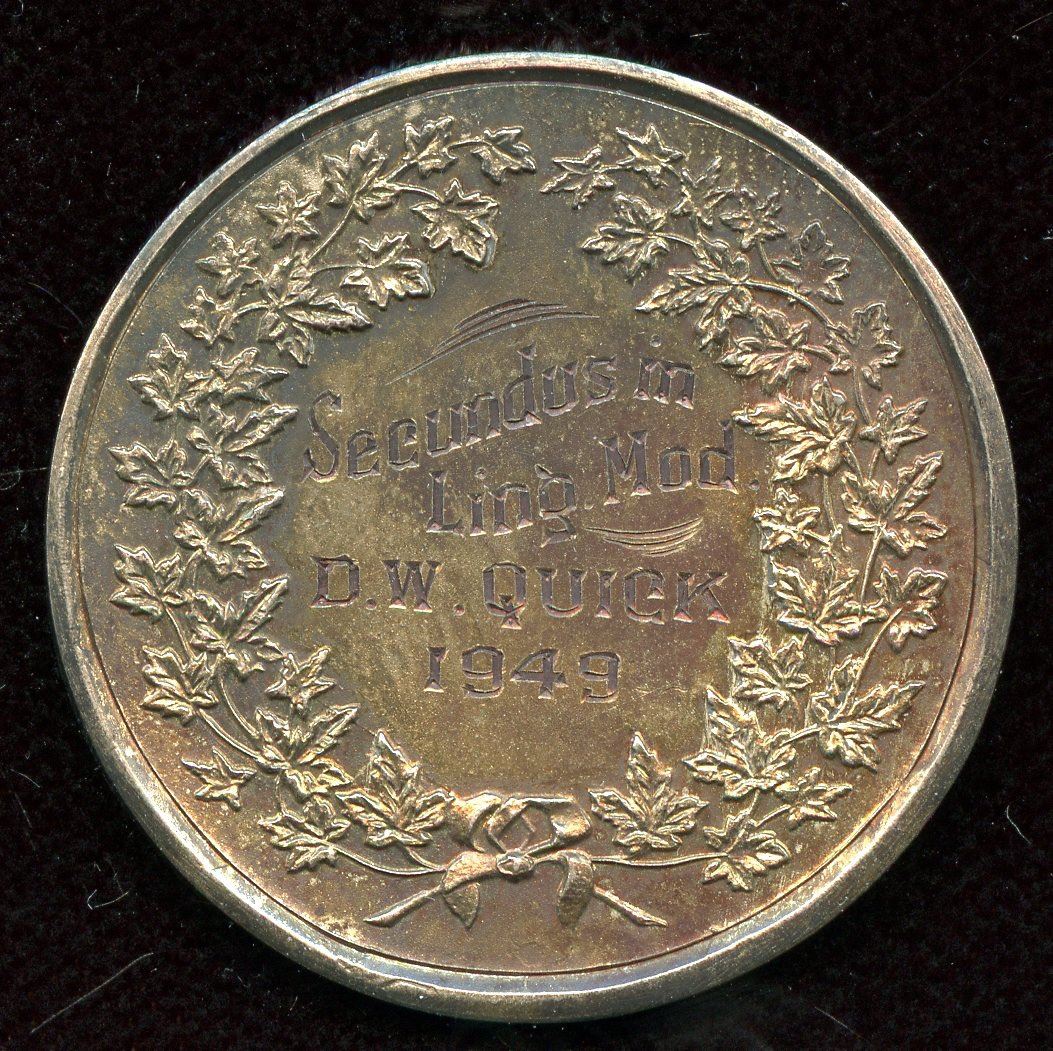 Secundus in
Ling. Mod.
D.W. QUICK
1949